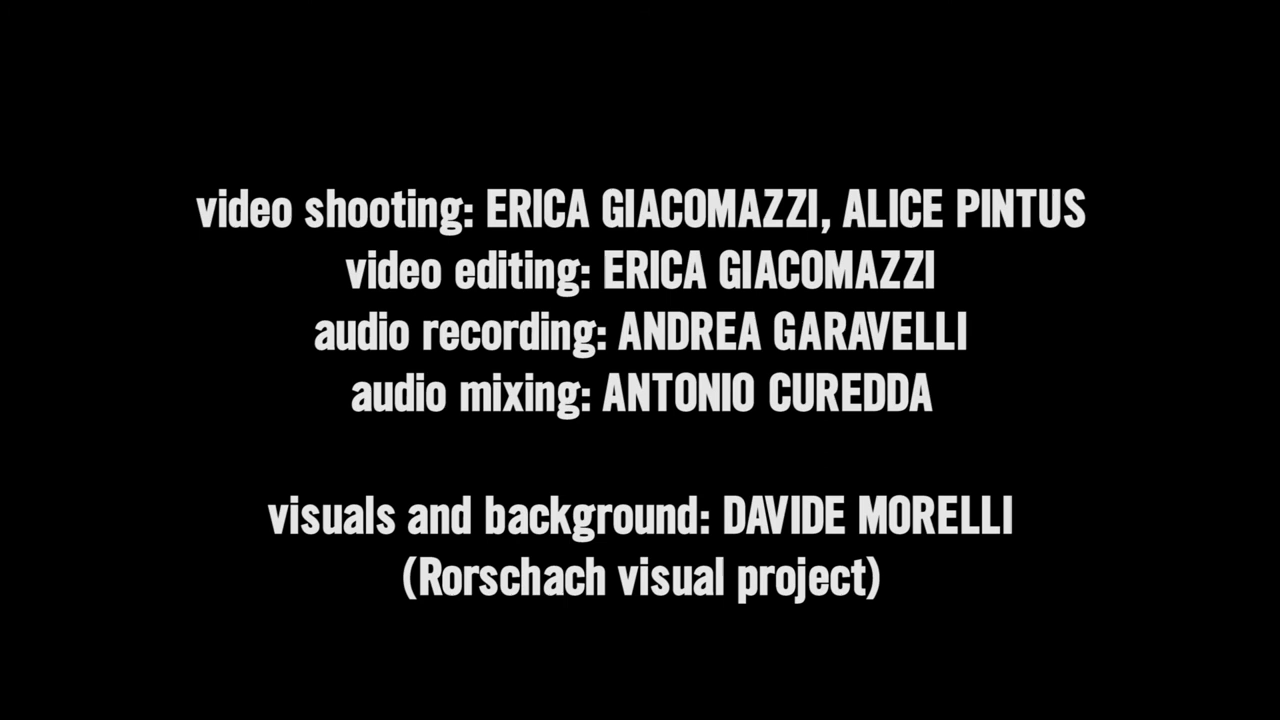 video shooting: ERICA GIACOMAZZI, ALICE PINTUS
video editing: ERICA GIACOMAZZI
audio recording: ANDREA GARAVELLI
audio mixing: ANTONIO CUREDDA
visuals and background: DAVIDE MORELLI
(Rorschach visual project)